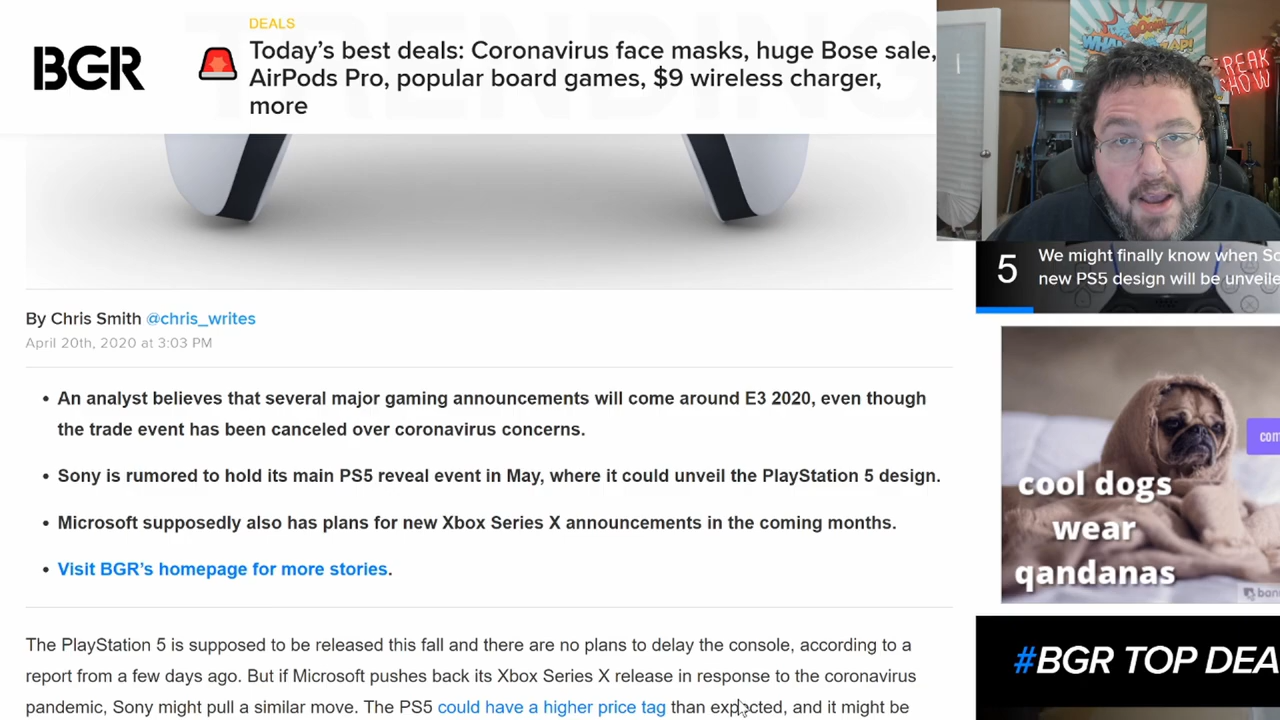 DEALS
BGR
Today's best deals: Coronavirus face masks, huge Bose sale,
AirPods Pro, popular board games, $9 wireless charger,
more
FREAK
SHOW
By Chris Smith @chris_writes
April 20th, 2020 at 3:03 PM
• An analyst believes that several major gaming announcements will come around E3 2020, even though
the trade event has been canceled over coronavirus concerns.
• Sony is rumored to hold its main PS5 reveal event in May, where it could unveil the PlayStation 5 design.
• Microsoft supposedly also has plans for new Xbox Series X announcements in the coming months.
• Visit BGR's homepage for more stories.
The PlayStation 5 is supposed to be released this fall and there are no plans to delay the console, according to a
report from a few days ago. But if Microsoft pushes back its Xbox Series X release in response to the coronavirus
pandemic, Sony might pull a similar move. The PS5 could have a higher price tag than expected, and it might be
5
We might finally know when
new PS5 design will be
cool dogs
wear
qandanas
#BGR TOP